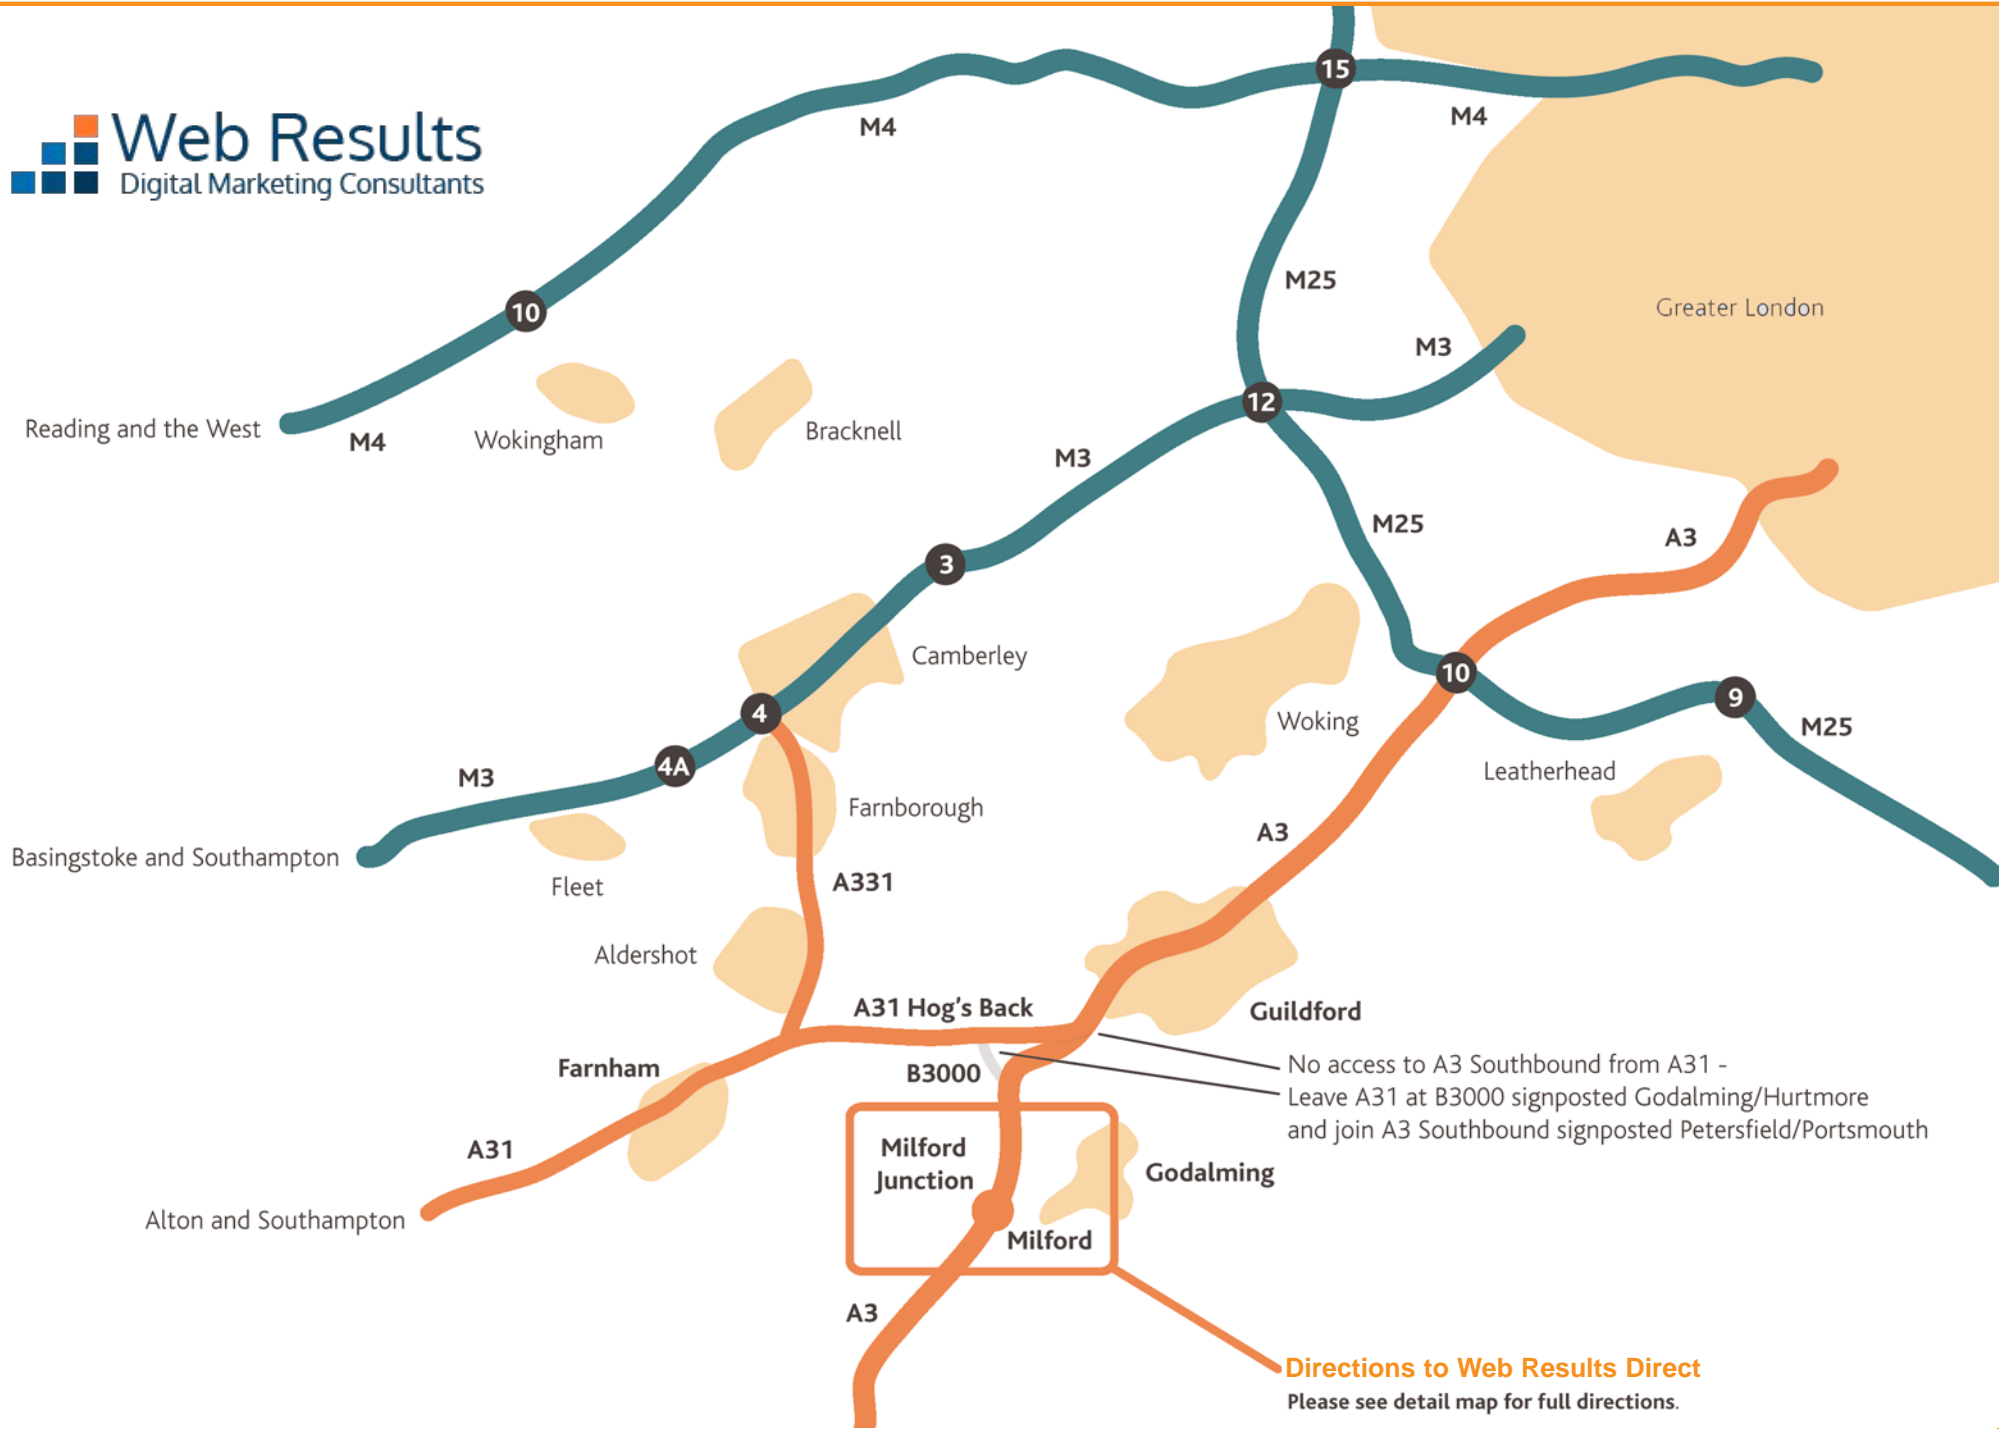 15
M4
M4
Web Results
Digital Marketing Consultants
M25
10
Greater London
M3
12
Reading and the West
M4
Wokingham
Bracknell
M3
M25
A3
3
Camberley
10
9
4
Woking
M25
4A
M3
Leatherhead
Farnborough
A3
Basingstoke and Southampton
Fleet
A331
Aldershot
A31 Hog's Back
Guildford
Farnham
B3000
No access to A3 Southbound from A31 -
Leave A31 at B3000 signposted Godalming/Hurtmore
and join A3 Southbound signposted Petersfield/Portsmouth
A31
Milford
Junction
Godalming
Alton and Southampton
Milford
A3
Directions to Web Results Direct
Please see detail map for full directions.